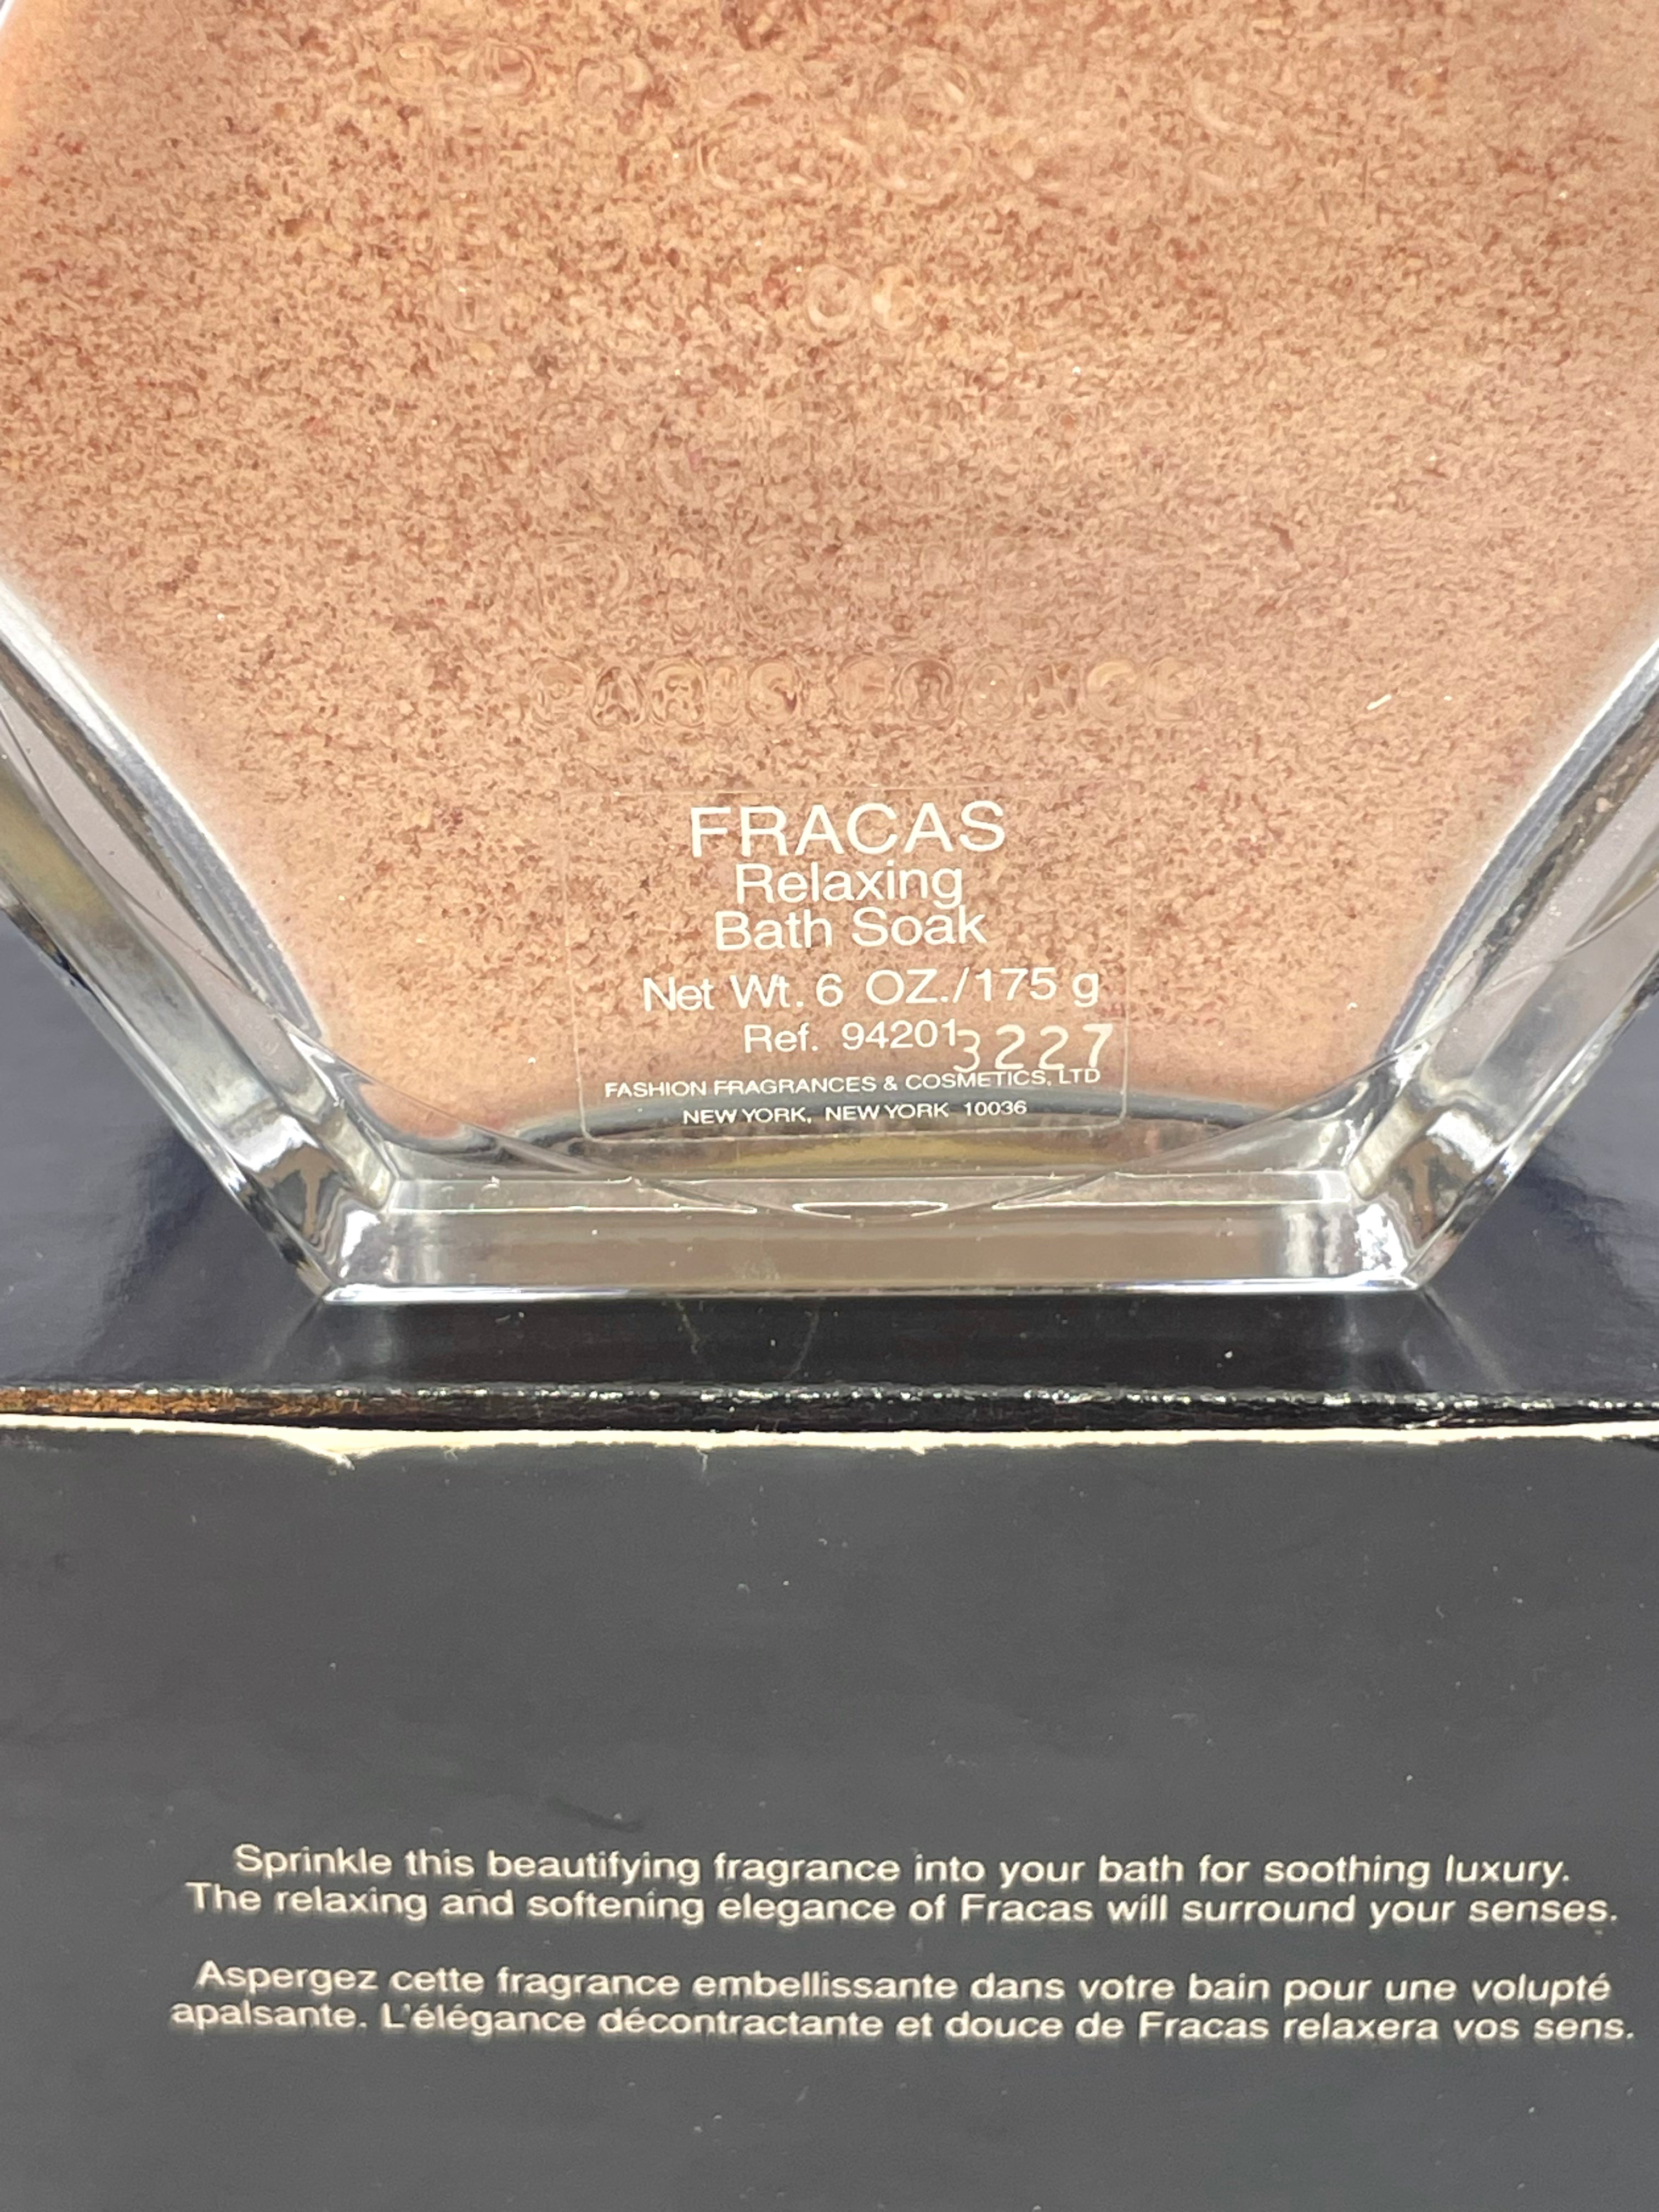 PARIS FRANCE
FRACAS
Relaxing
Bath Soak
Net Wt. 6 OZ./175 g
Ref. 94201 3227
FASHION FRAGRANCES & COSMETICS, LTD
NEW YORK, NEW YORK 10036
Sprinkle this beautifying fragrance into your bath for soothing luxury.
The relaxing and softening elegance of Fracas will surround your senses.
Aspergez cette fragrance embellissante dans votre bain pour une volupté
apalsante. L'élégance décontractante et douce de Fracas relaxera vos sens.